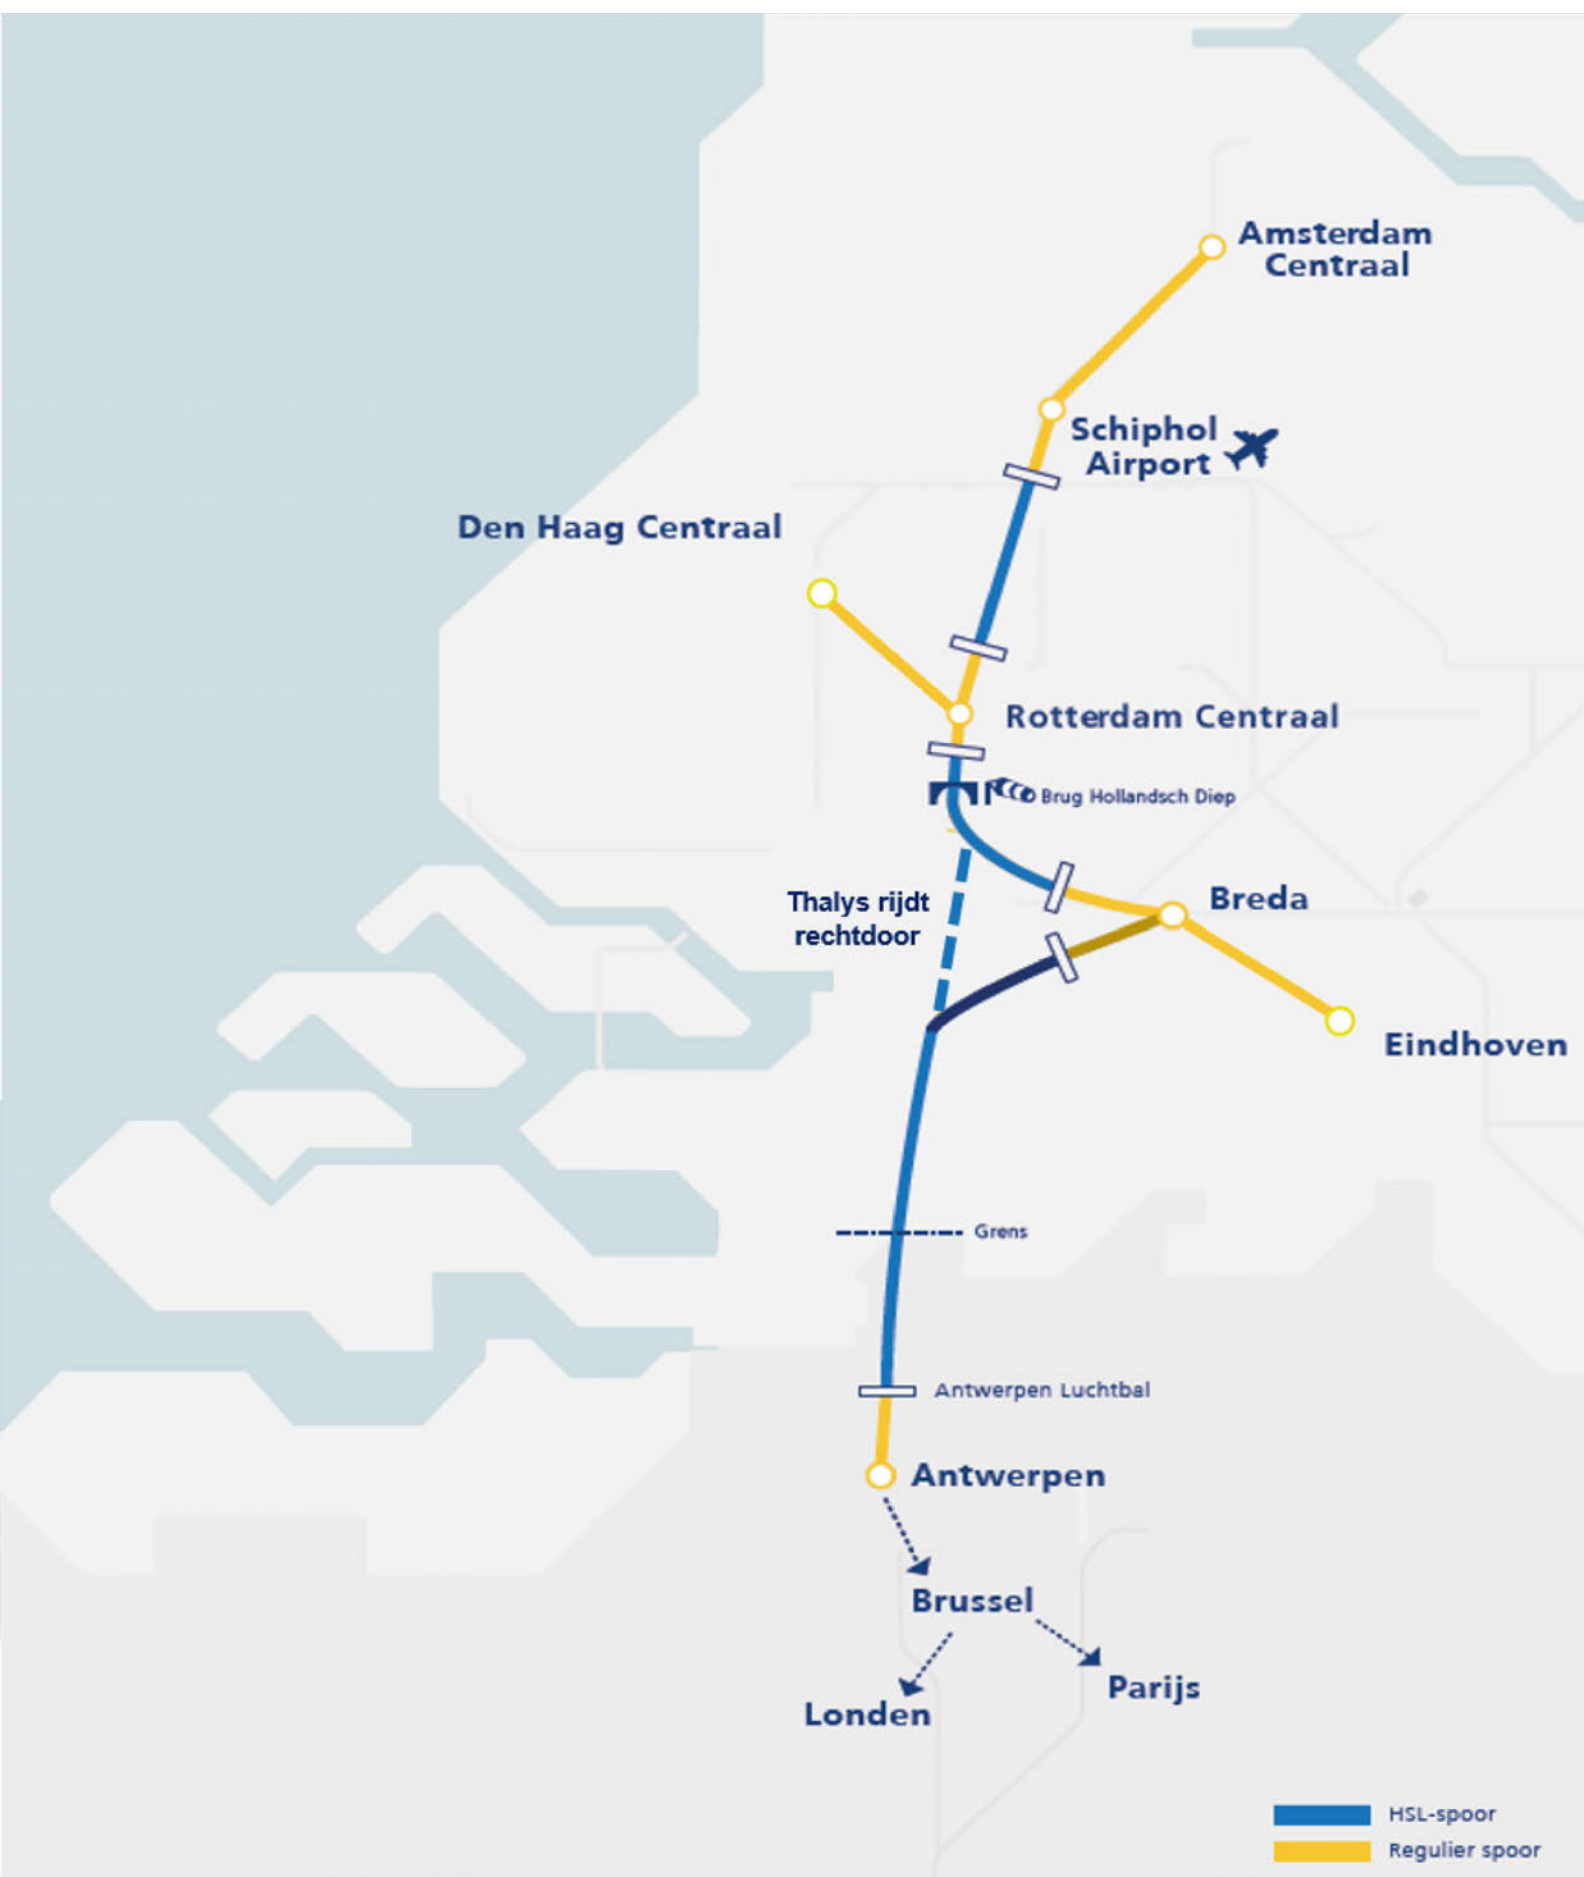 Amsterdam
Centraal
Schiphol
Airport
Den Haag Centraal
Rotterdam Centraal
Brug Hollandsch Diep
Thalys rijdt
rechtdoor
Breda
Eindhoven
Grens
Antwerpen Luchtbal
Antwerpen
Brussel
Parijs
Londen
HSL-spoor
Regulier spoor